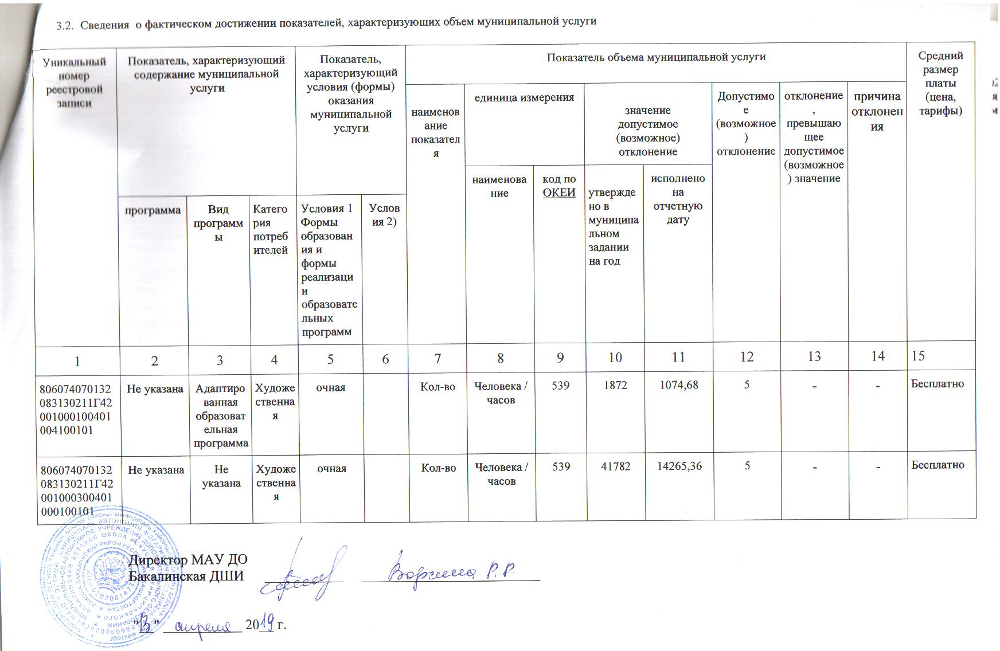 3.2. Сведения о фактическом достижении показателей, характеризующих объем муниципальной услуги
Уникальный
номер
реестровой
записи
Показатель, характеризующий
содержание муниципальной
услуги
Показатель,
характеризующий
условия (формы)
оказания
муниципальной
услуги
Показатель объема муниципальной услуги
Средний
размер
платы
(цена,
тарифы)
наименов
ание
показател
я
единица измерения
значение
допустимое
(возможное)
отклонение
Допустимо
е
(возможное
)
отклонение
отклонение
,
превышаю
щее
допустимое
(возможное
) значение
причина
отклонен
ия
наименова
ние
код по
ОКЕИ
утвержде
но в
муниципа
льном
задании
на год
исполнено
на
отчетную
дату
программа
Вид
программ
ы
Катего
рия
потреб
ителей
Условия 1
Формы
образован
ия и
формы
реализаци
и
образовате
льных
программ
Услов
ия 2)
1 2 3 4 5 6 7 8 9 10 11 12 13 14 15
806074070132
083130211Г42
001000100401
004100101
Не указана
Адаптиро
ванная
образоват
ельная
программа
Художе
ственна
я
очная
Кол-во
Человека /
часов
539
1872
1074,68
5
-
-
Бесплатно
806074070132
083130211Г42
001000300401
000100101
Не указана
Не
указана
Художе
ственна
я
очная
Кол-во
Человека /
часов
539
41782
14265,36
5
-
-
Бесплатно
Директор МАУ ДО
Бакалинская ДШИ
Р.Р.
апреля 2019 г.